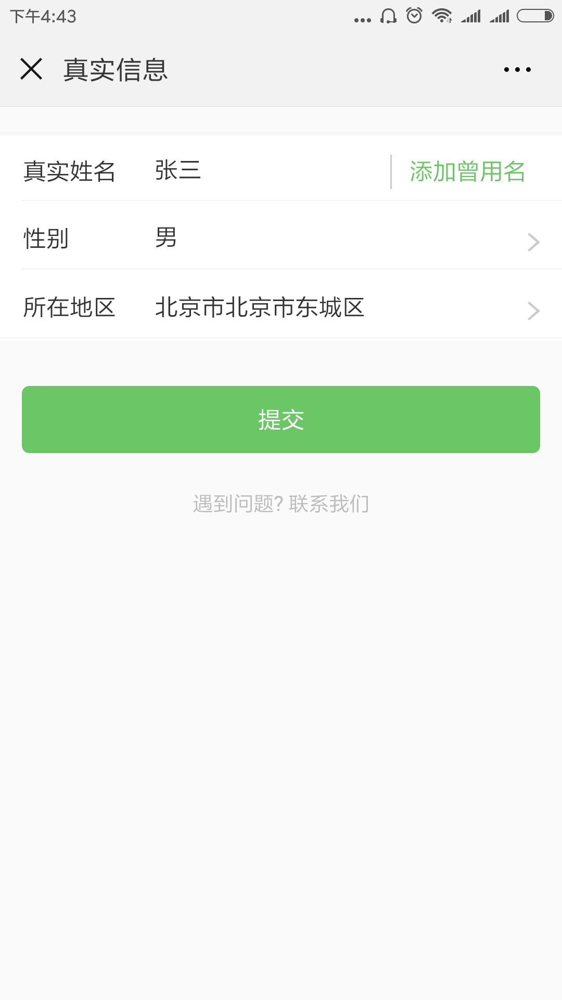 下午4:43
真实信息
真实姓名 张三 添加曾用名
性别 男
所在地区 北京市北京市东城区
提交
遇到问题? 联系我们